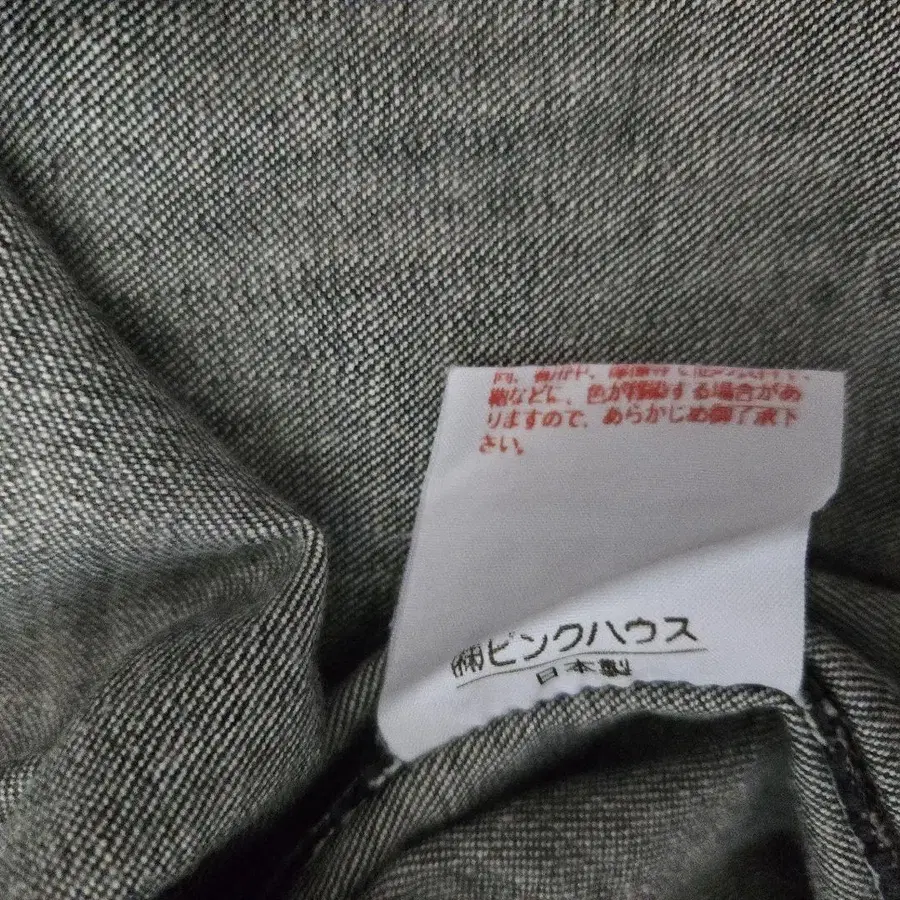 鞄などに、色が移染する場合があ
りますので、あらかじめ御了承下
さい。
㈱ピンクハウス
日本製